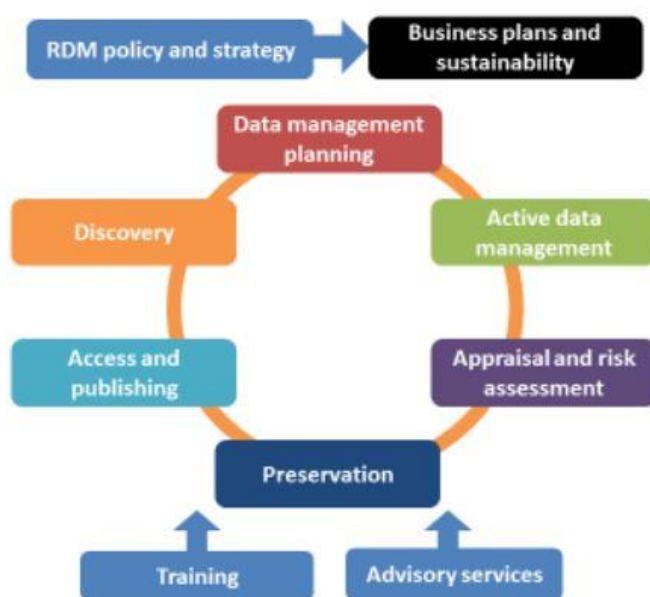 RDM policy and strategy
Business plans and
sustainability
Data management
planning
Discovery
Active data
management
Access and
publishing
Appraisal and risk
assessment
Preservation
Training
Advisory services